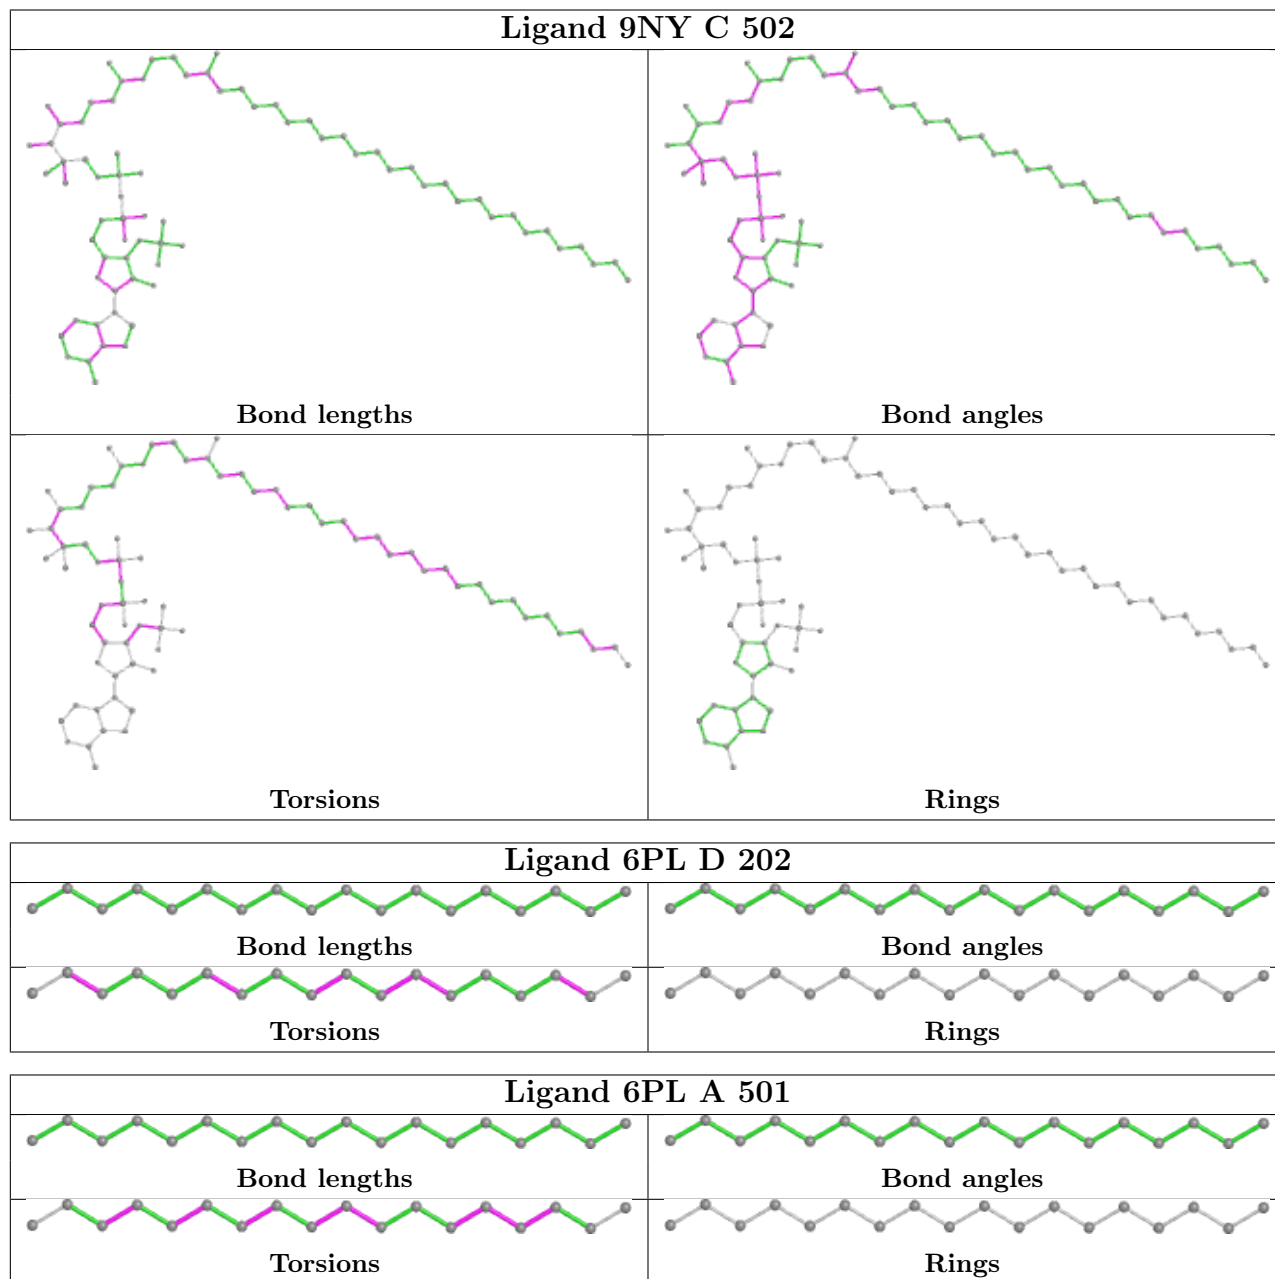 Ligand 9NY C 502
Bond lengths
Bond angles
Torsions
Rings
Ligand 6PL D 202
Bond lengths
Bond angles
Torsions
Rings
Ligand 6PL A 501
Bond lengths
Bond angles
Torsions
Rings